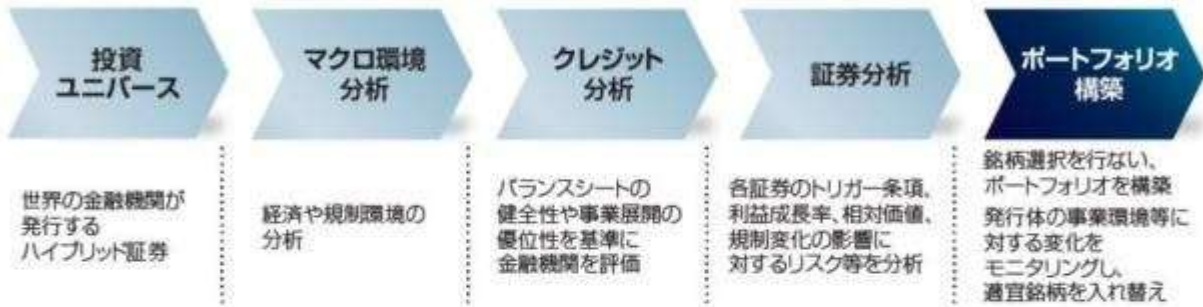 投資
ユニバース
世界の金融機関が
発行する
ハイブリッド証券
マクロ環境
分析
経済や規制環境の
分析
クレジット
分析
バランスシートの
健全性や事業展開の
優位性を基準に
金融機関を評価
証券分析
各証券のトリガー条項、
利益成長率、相対価値、
規制変化の影響に
対するリスク等を分析
ポートフォリオ
構築
銘柄選択を行ない、
ポートフォリオを構築
発行体の事業環境等に
対する変化を
モニタリングし、
適宜銘柄を入れ替え